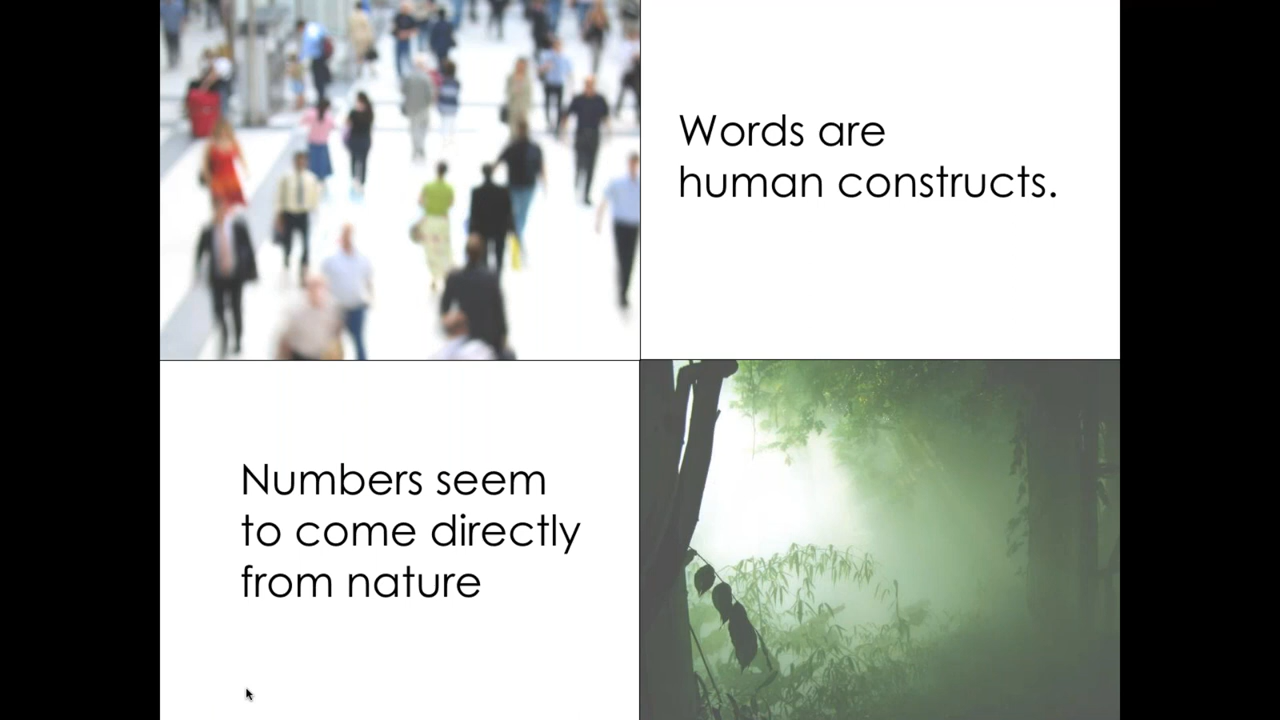 Words are
human constructs.
Numbers seem
to come directly
from nature